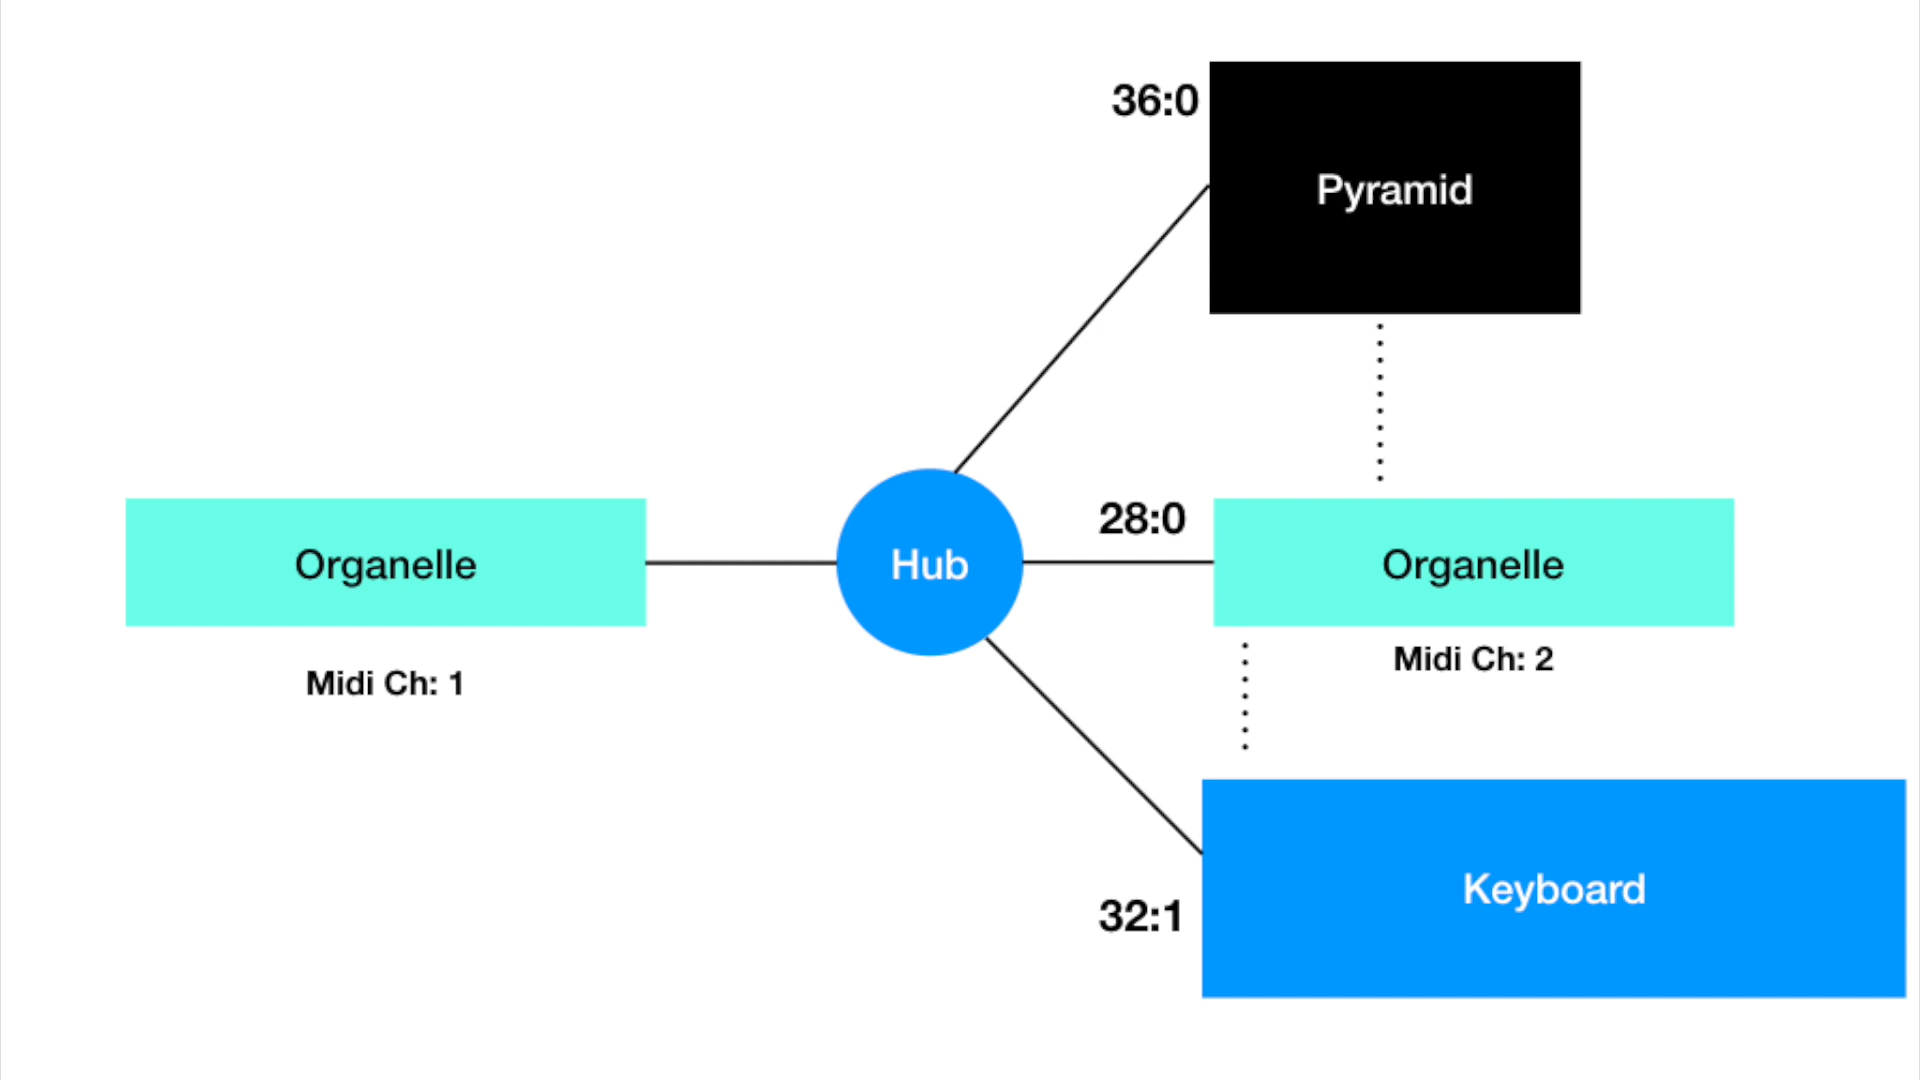 36:0
Pyramid
28:0
Organelle
Hub
Organelle
Midi Ch: 1
Midi Ch: 2
Keyboard
32:1